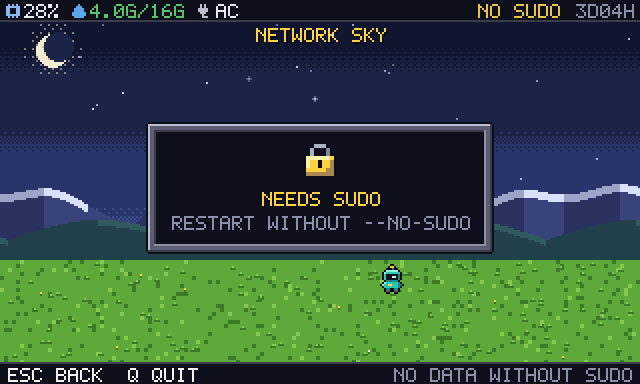 28% 4.0G/16G AC NO SUDO 3D04H
NETWORK SKY
NEEDS SUDO
RESTART WITHOUT --NO-SUDO
ESC BACK Q QUIT NO DATA WITHOUT SUDO